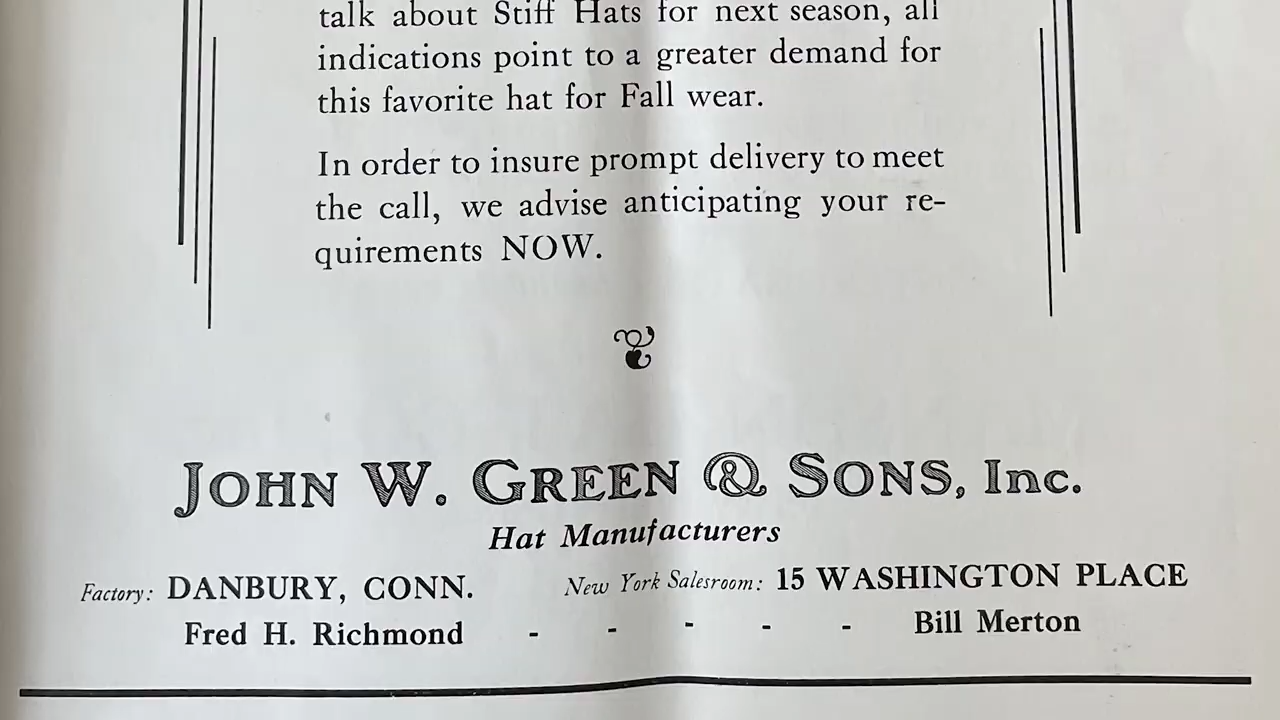 talk about Stiff Hats for next season, all
indications point to a greater demand for
this favorite hat for Fall wear.
In order to insure prompt delivery to meet
the call, we advise anticipating your re-
quirements NOW.
JOHN W. GREEN & SONS, Inc.
Hat Manufacturers
Factory: DANBURY, CONN. New York Salesroom: 15 WASHINGTON PLACE
Fred H. Richmond - - - - - Bill Merton